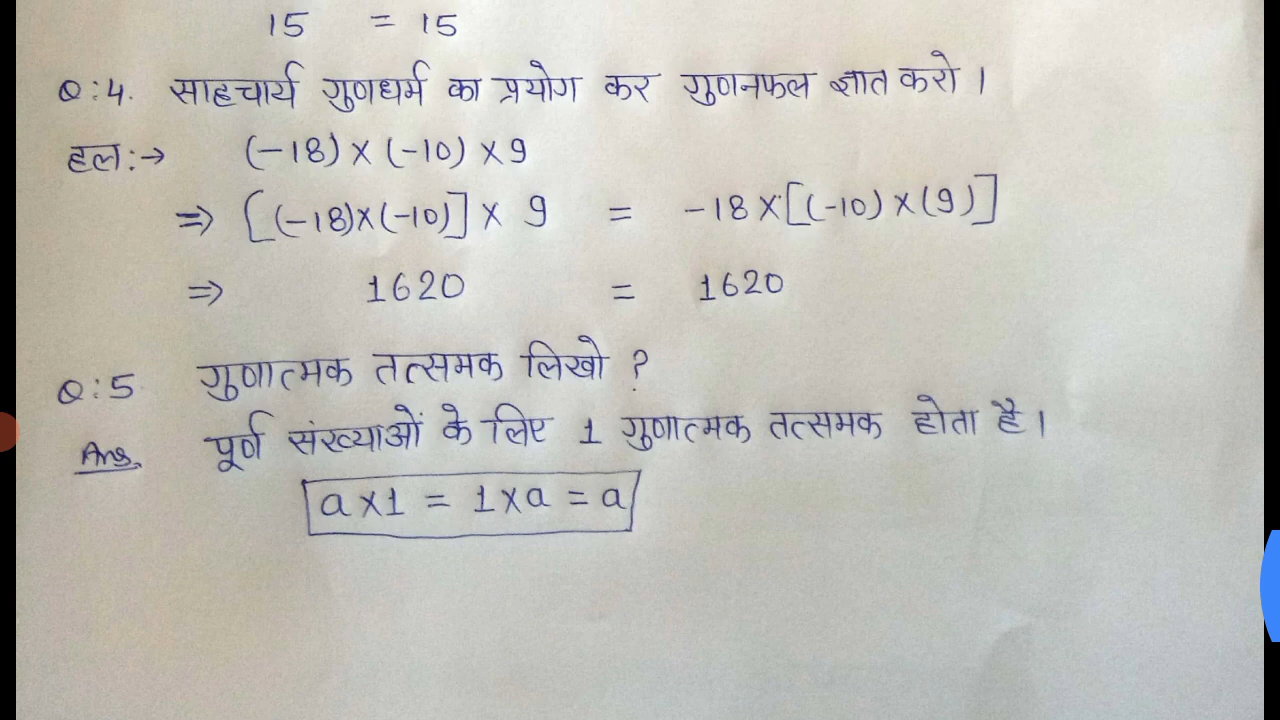 15 = 15
Q:4. साहचार्य गुणधर्म का प्रयोग कर गुणनफल ज्ञात करो ।
हल:→ (-18) × (-10) × 9
⇒ [(-18)×(-10)] × 9 = -18 × [(-10) × (9)]
⇒ 1620 = 1620
Q:5 गुणात्मक तत्समक लिखो ?
Ans. पूर्ण संख्याओं के लिए 1 गुणात्मक तत्समक होता है ।
a×1 = 1×a = a